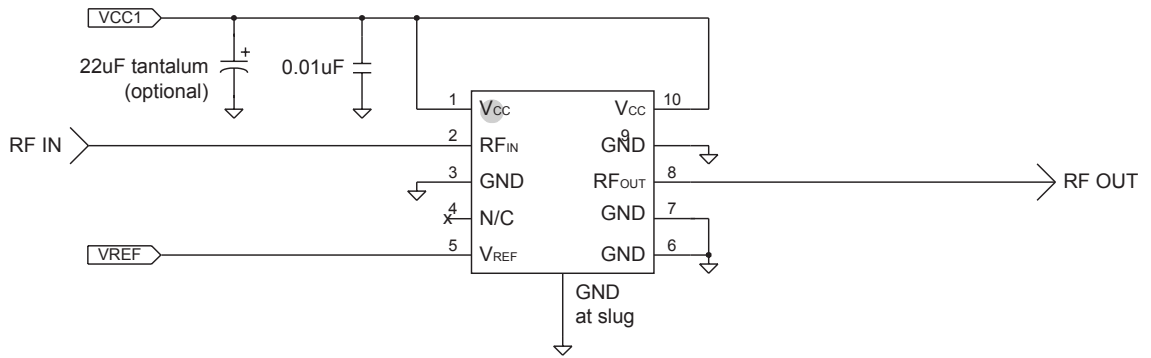 VCC1
+
22uF tantalum
(optional)
0.01uF
1 VCC VCC 10
RF IN 2 RFIN GND 9
3 GND RFOUT 8 RF OUT
4 x N/C GND 7
VREF 5 VREF GND 6
GND
at slug